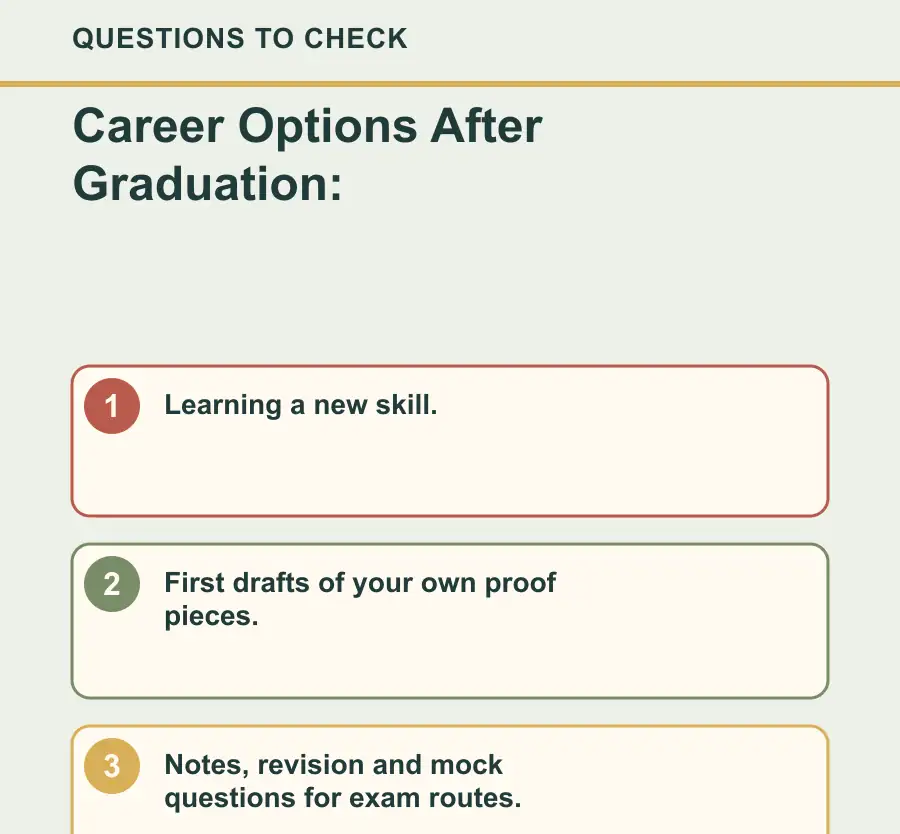 QUESTIONS TO CHECK
Career Options After
Graduation:
1
Learning a new skill.
2
First drafts of your own proof
pieces.
3
Notes, revision and mock
questions for exam routes.